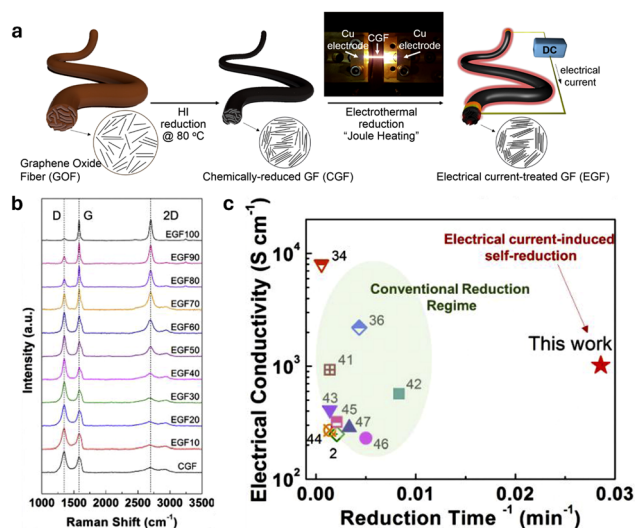 a
Cu
electrode
CGF
Cu
electrode
DC
electrical
current
HI
reduction
@ 80 ºC
Electrothermal
reduction
"Joule Heating"
Graphene Oxide
Fiber (GOF)
Chemically-reduced GF (CGF)
Electrical current-treated GF (EGF)
b
D
G
2D
EGF100
EGF90
EGF80
EGF70
EGF60
EGF50
EGF40
EGF30
EGF20
EGF10
CGF
Intensity (a.u.)
1000 1500 2000 2500 3000 3500
Raman Shift (cm⁻¹)
c
Electrical Conductivity (S cm⁻¹)
10⁴
10³
10²
34
Electrical current-induced
self-reduction
Conventional Reduction
Regime
36
This work
41
42
43
45
47
44
2
46
0.00 0.01 0.02 0.03
Reduction Time ⁻¹ (min⁻¹)